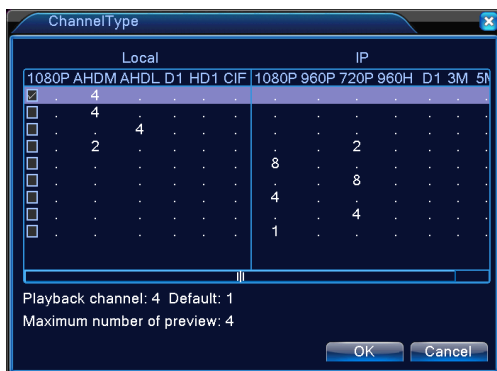 ChannelType
Local IP
1080P AHDM AHDL D1 HD1 CIF 1080P 960P 720P 960H D1 3M 5M
. 4 . . . . . . . . . . .
. 4 . . . . . . . . . . .
. . 4 . . . . . . . . . .
. 2 . . . . . . 2 . . . .
. . . . . . 8 . . . . . .
. . . . . . . . 8 . . . .
. . . . . . 4 . . . . . .
. . . . . . . . 4 . . . .
. . . . . . 1 . . . . . .
Playback channel: 4 Default: 1
Maximum number of preview: 4
OK Cancel